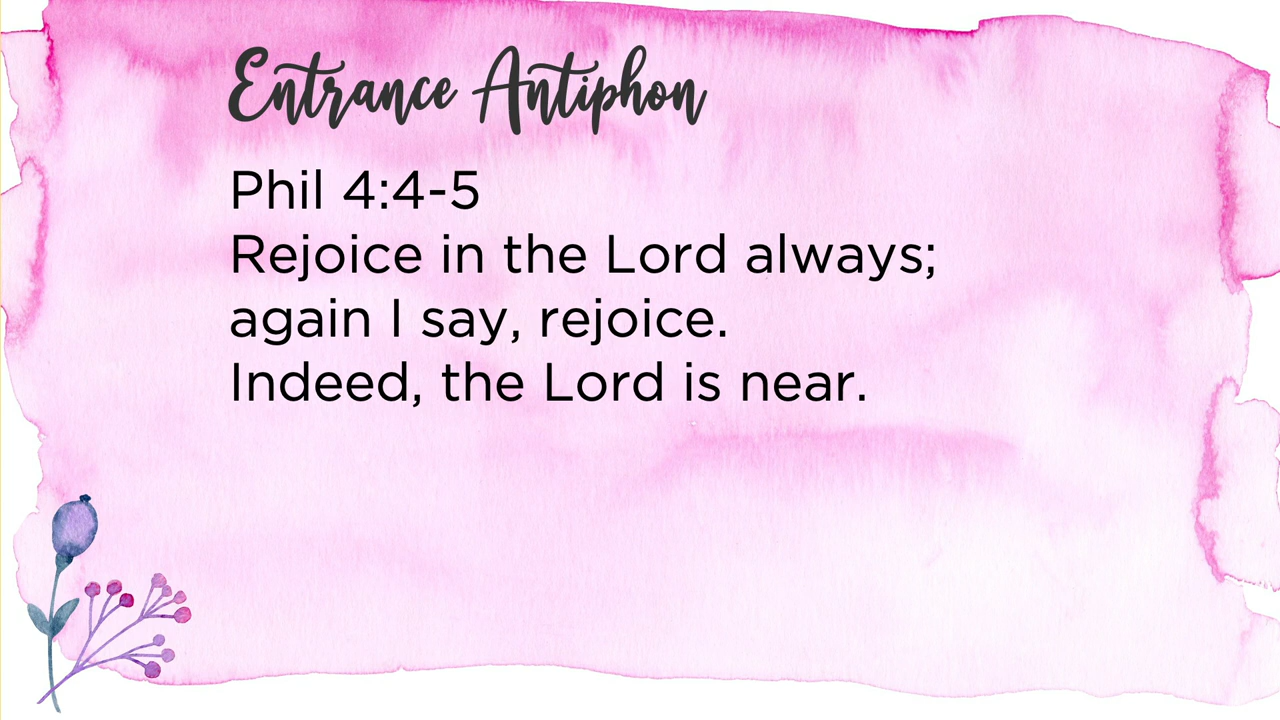 Entrance Antiphon
Phil 4:4-5
Rejoice in the Lord always;
again I say, rejoice.
Indeed, the Lord is near.